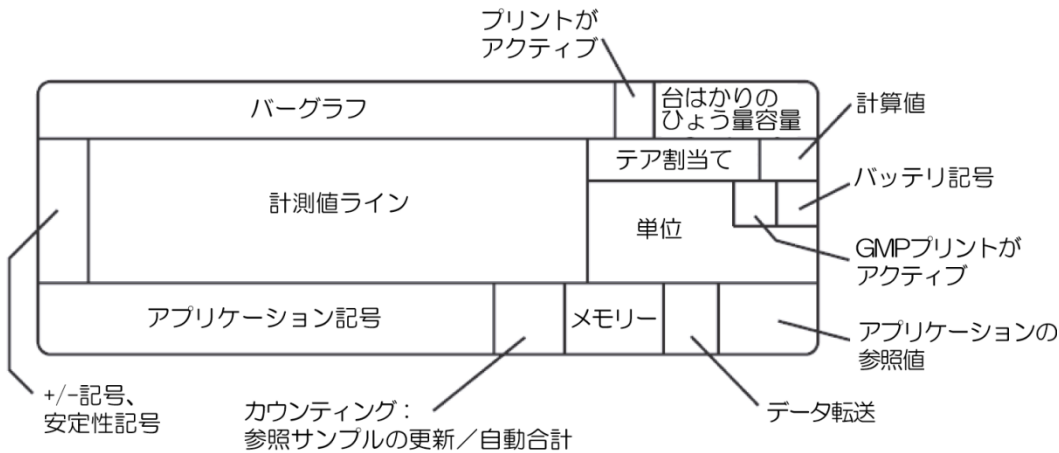 プリントが
アクティブ
バーグラフ
台はかりの
ひょう量容量
計算値
テア割当て
バッテリ記号
計測値ライン
単位
GMPプリントが
アクティブ
アプリケーション記号
メモリー
アプリケーションの
参照値
+/-記号、
安定性記号
カウンティング：
参照サンプルの更新／自動合計
データ転送